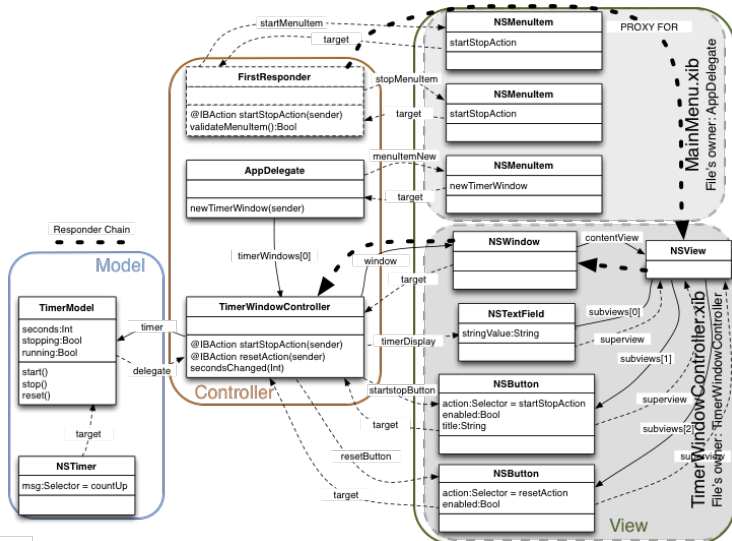 startMenuItem
target
FirstResponder
@IBAction startStopAction(sender)
validateMenuItem():Bool
stopMenuItem
target
AppDelegate
newTimerWindow(sender)
menuItemNew
target
timerWindows[0]
window
target
TimerWindowController
@IBAction startStopAction(sender)
@IBAction resetAction(sender)
secondsChanged(Int)
Controller
Responder Chain
Model
TimerModel
seconds:Int
stopping:Bool
running:Bool
start()
stop()
reset()
timer
delegate
target
NSTimer
msg:Selector = countUp
timerDisplay
startstopButton
target
resetButton
target
NSMenuItem
startStopAction
NSMenuItem
startStopAction
NSMenuItem
newTimerWindow
PROXY FOR
MainMenu.xib
File's owner: AppDelegate
NSWindow
contentView
NSView
NSTextField
stringValue:String
subviews[0]
superview
subviews[1]
NSButton
action:Selector = startStopAction
enabled:Bool
title:String
superview
subviews[2]
superview
NSButton
action:Selector = resetAction
enabled:Bool
TimerWindowController.xib
File's owner: TimerWindowController
View